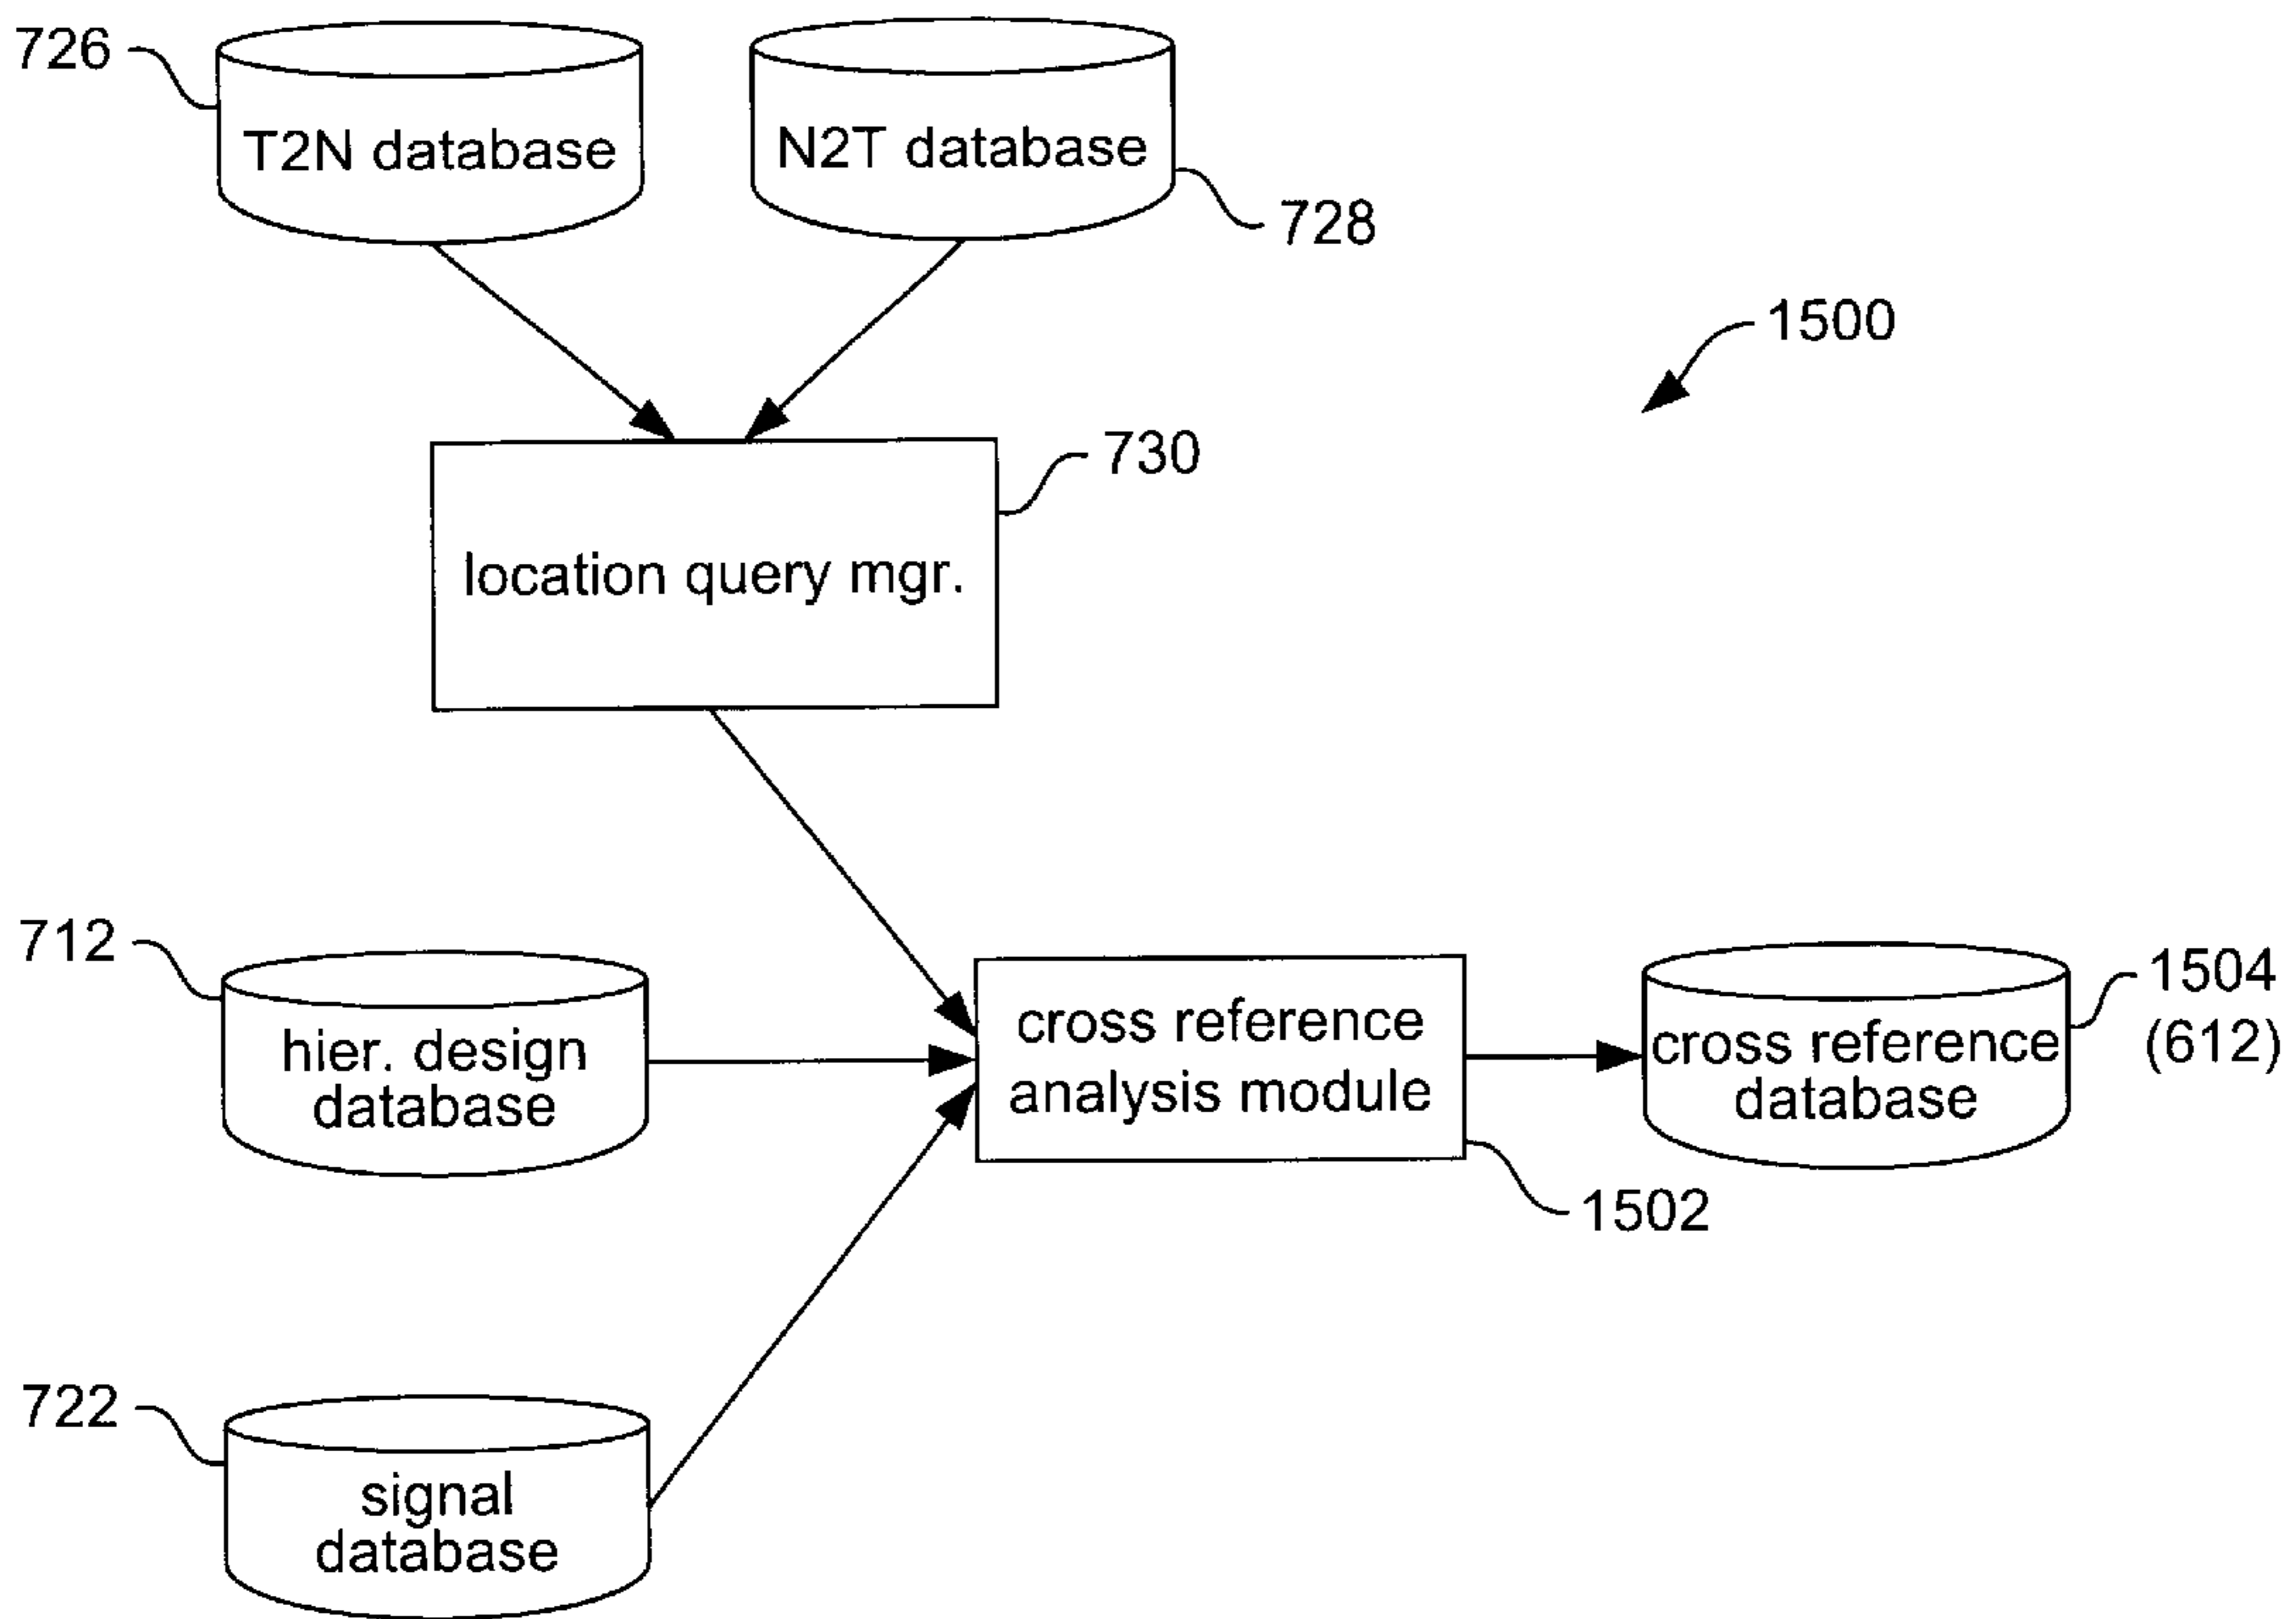 726
T2N database
N2T database
728
1500
730
location query mgr.
712
hier. design
database
cross reference
analysis module
1502
cross reference
database
1504
(612)
722
signal
database